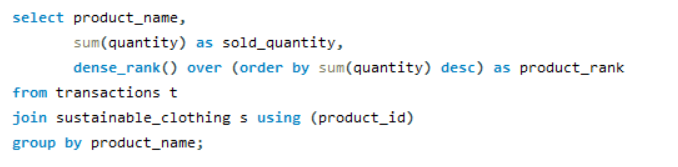 select product_name,
sum(quantity) as sold_quantity,
dense_rank() over (order by sum(quantity) desc) as product_rank
from transactions t
join sustainable_clothing s using (product_id)
group by product_name;